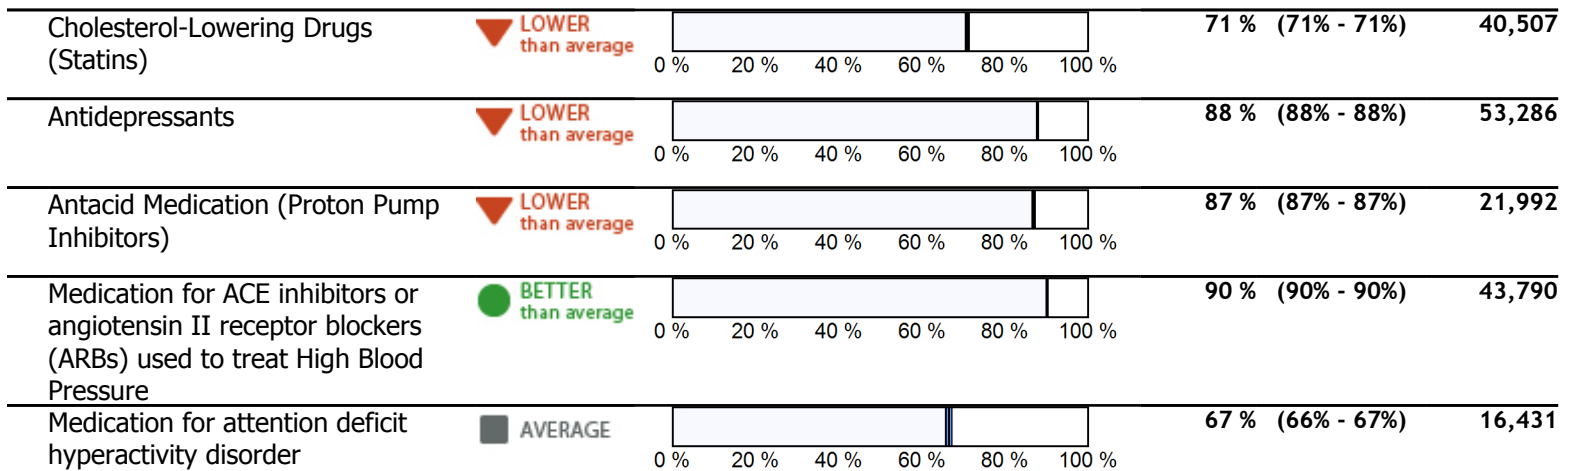 Cholesterol-Lowering Drugs
(Statins)
LOWER
than average
0 % 20 % 40 % 60 % 80 % 100 %
71 % (71% - 71%) 40,507
Antidepressants
LOWER
than average
0 % 20 % 40 % 60 % 80 % 100 %
88 % (88% - 88%) 53,286
Antacid Medication (Proton Pump
Inhibitors)
LOWER
than average
0 % 20 % 40 % 60 % 80 % 100 %
87 % (87% - 87%) 21,992
Medication for ACE inhibitors or
angiotensin II receptor blockers
(ARBs) used to treat High Blood
Pressure
BETTER
than average
0 % 20 % 40 % 60 % 80 % 100 %
90 % (90% - 90%) 43,790
Medication for attention deficit
hyperactivity disorder
AVERAGE
0 % 20 % 40 % 60 % 80 % 100 %
67 % (66% - 67%) 16,431